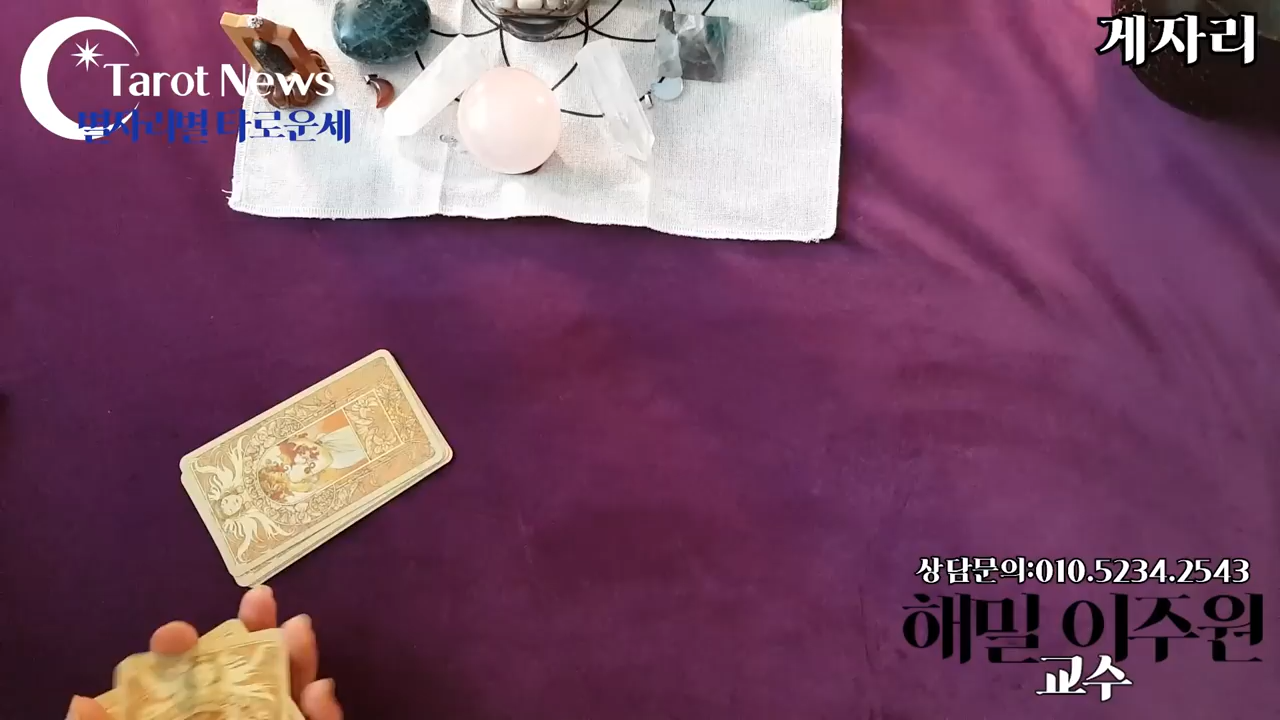 Tarot News
별자리별 타로운세
게자리
상담문의:010.5234.2543
해밀 이주원
교수